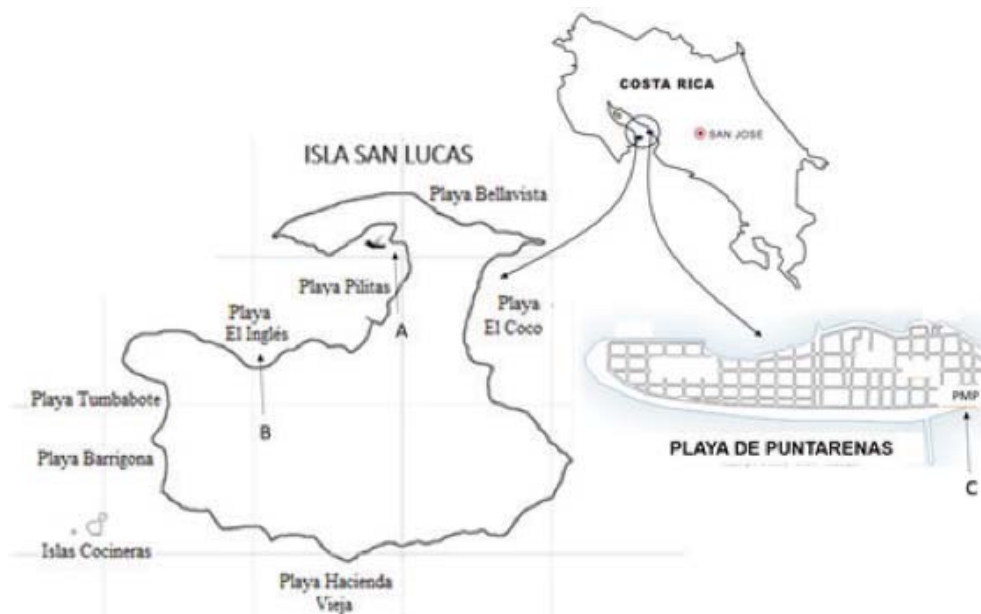 COSTA RICA
SAN JOSÉ
ISLA SAN LUCAS
Playa Bellavista
Playa Pilitas
A
Playa
El Coco
Playa
El Inglés
B
Playa Tumbabote
Playa Barrigona
Islas Cocineras
Playa Hacienda
Vieja
PMP
PLAYA DE PUNTARENAS
C